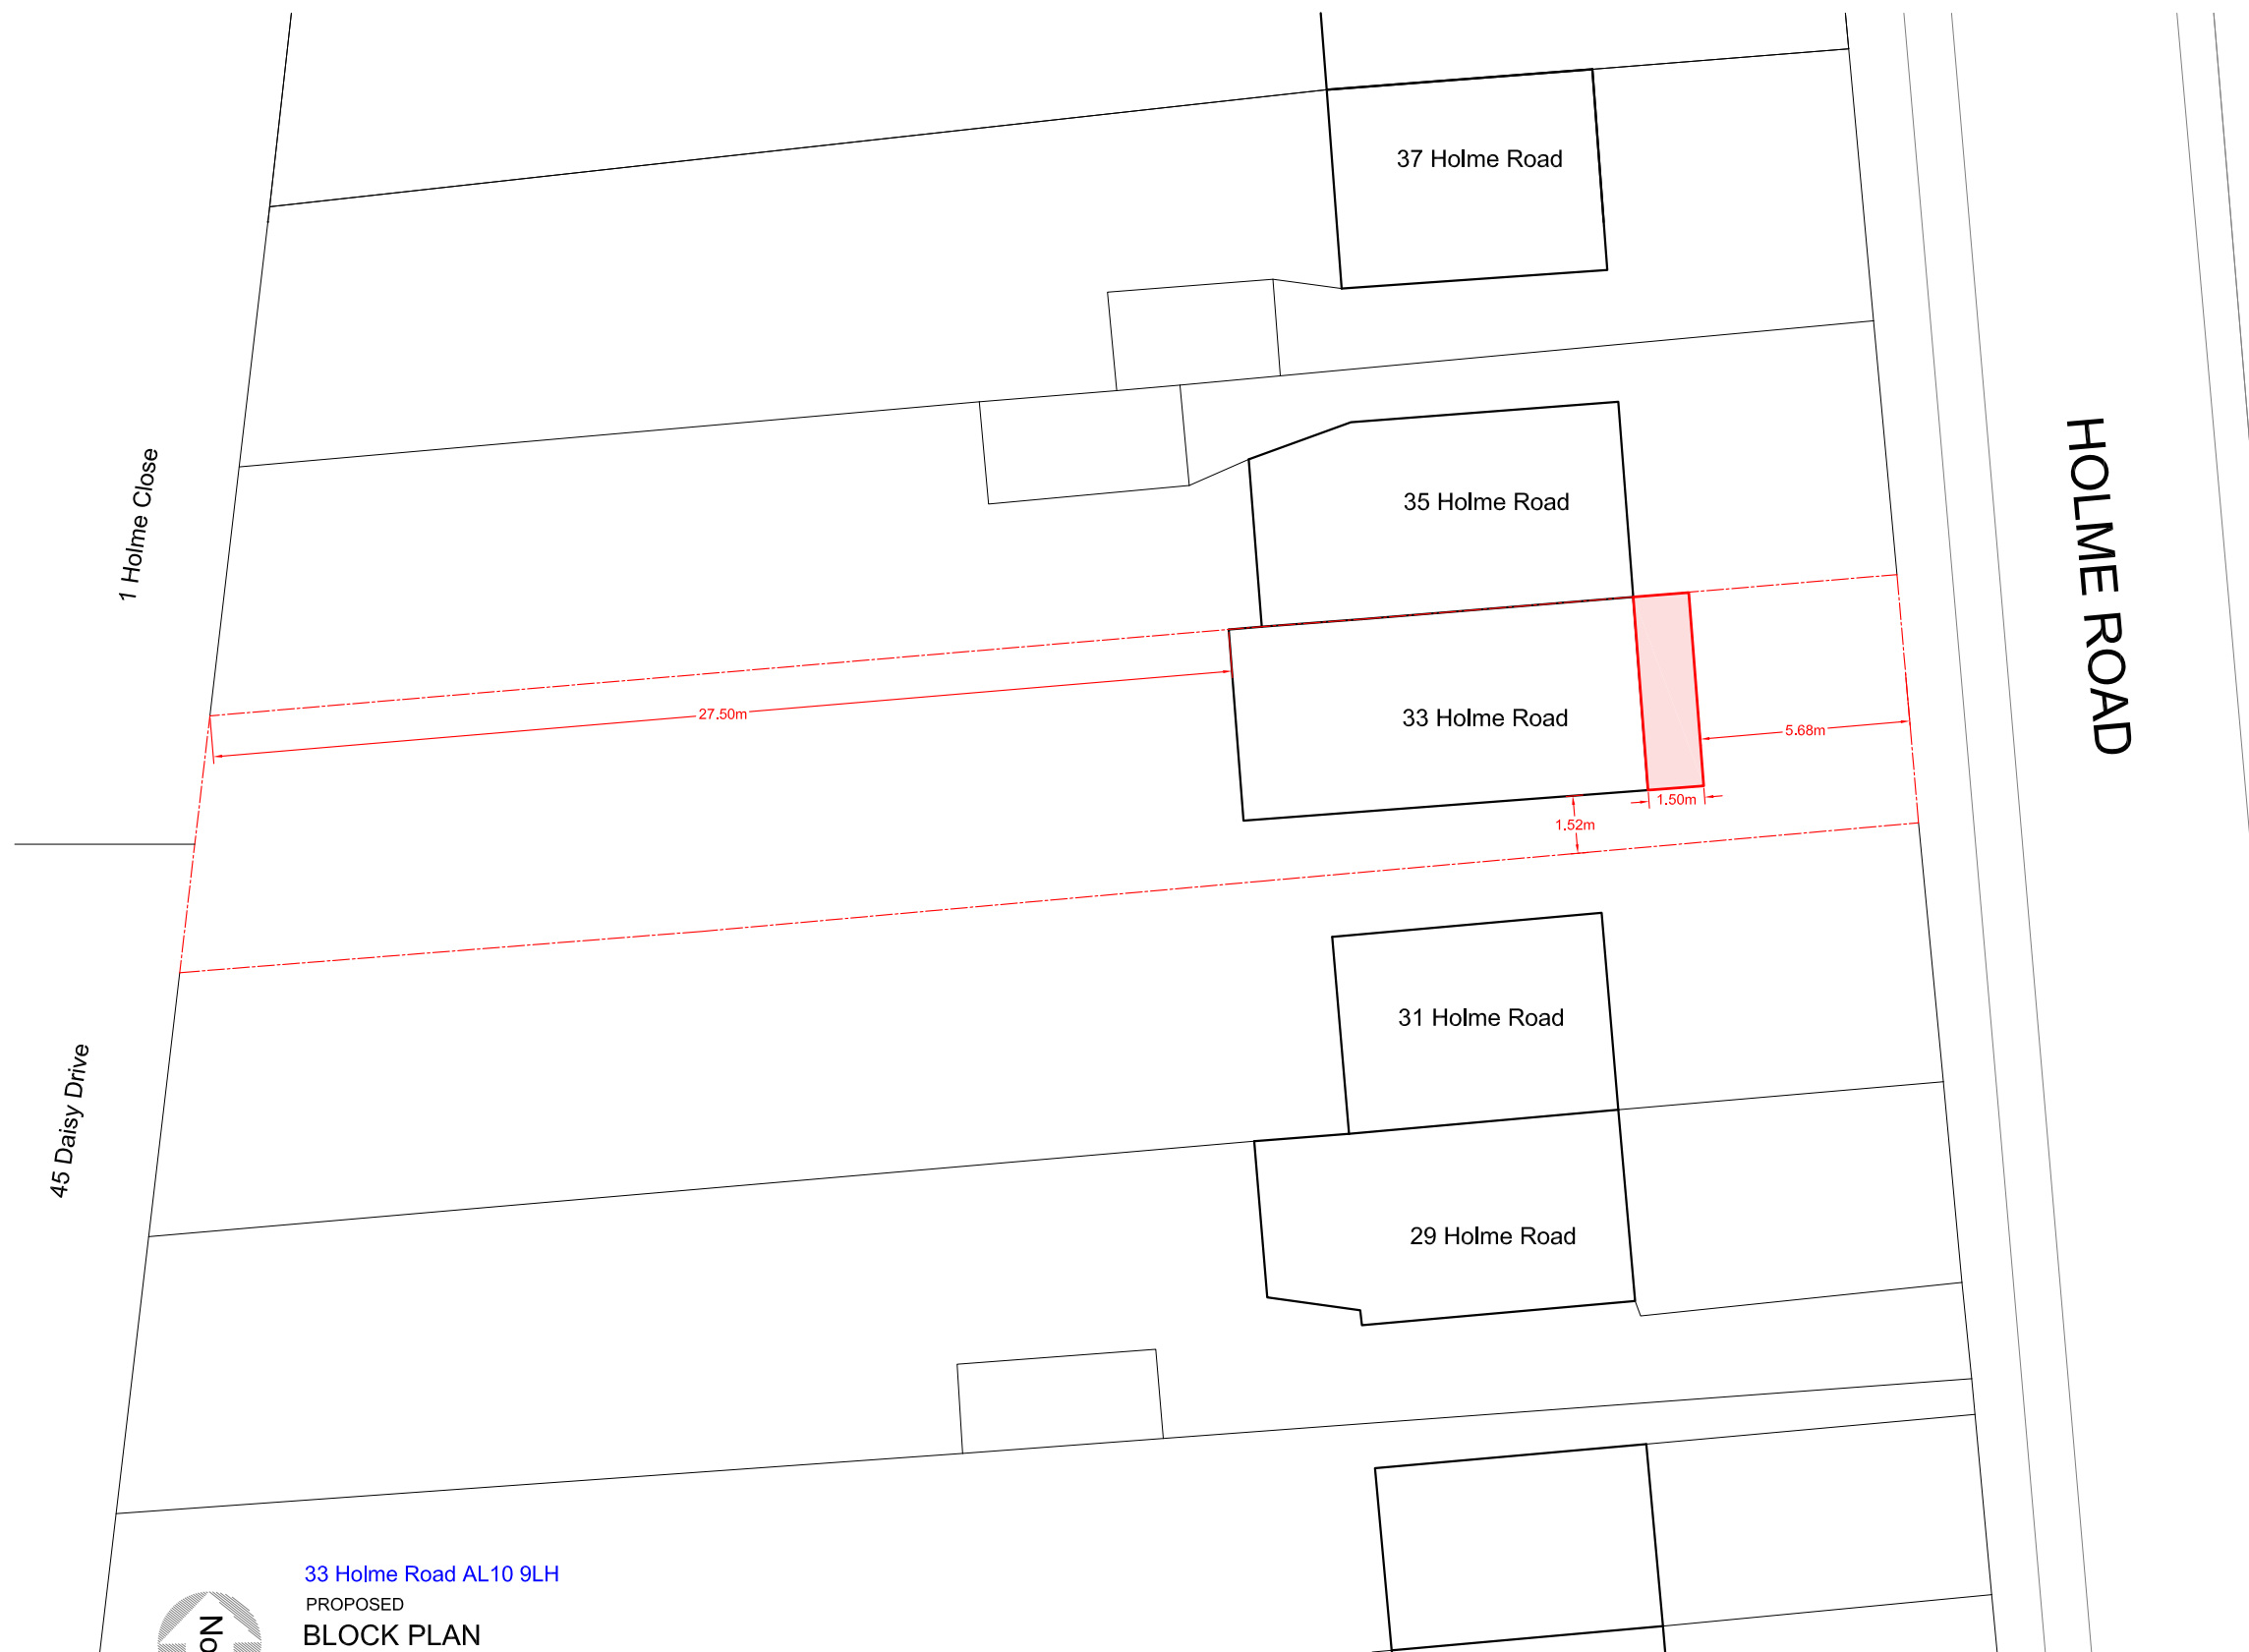 37 Holme Road
HOLME ROAD
1 Holme Close
35 Holme Road
27.50m
33 Holme Road
5.68m
1.50m
1.52m
31 Holme Road
45 Daisy Drive
29 Holme Road
33 Holme Road AL10 9LH
PROPOSED
BLOCK PLAN